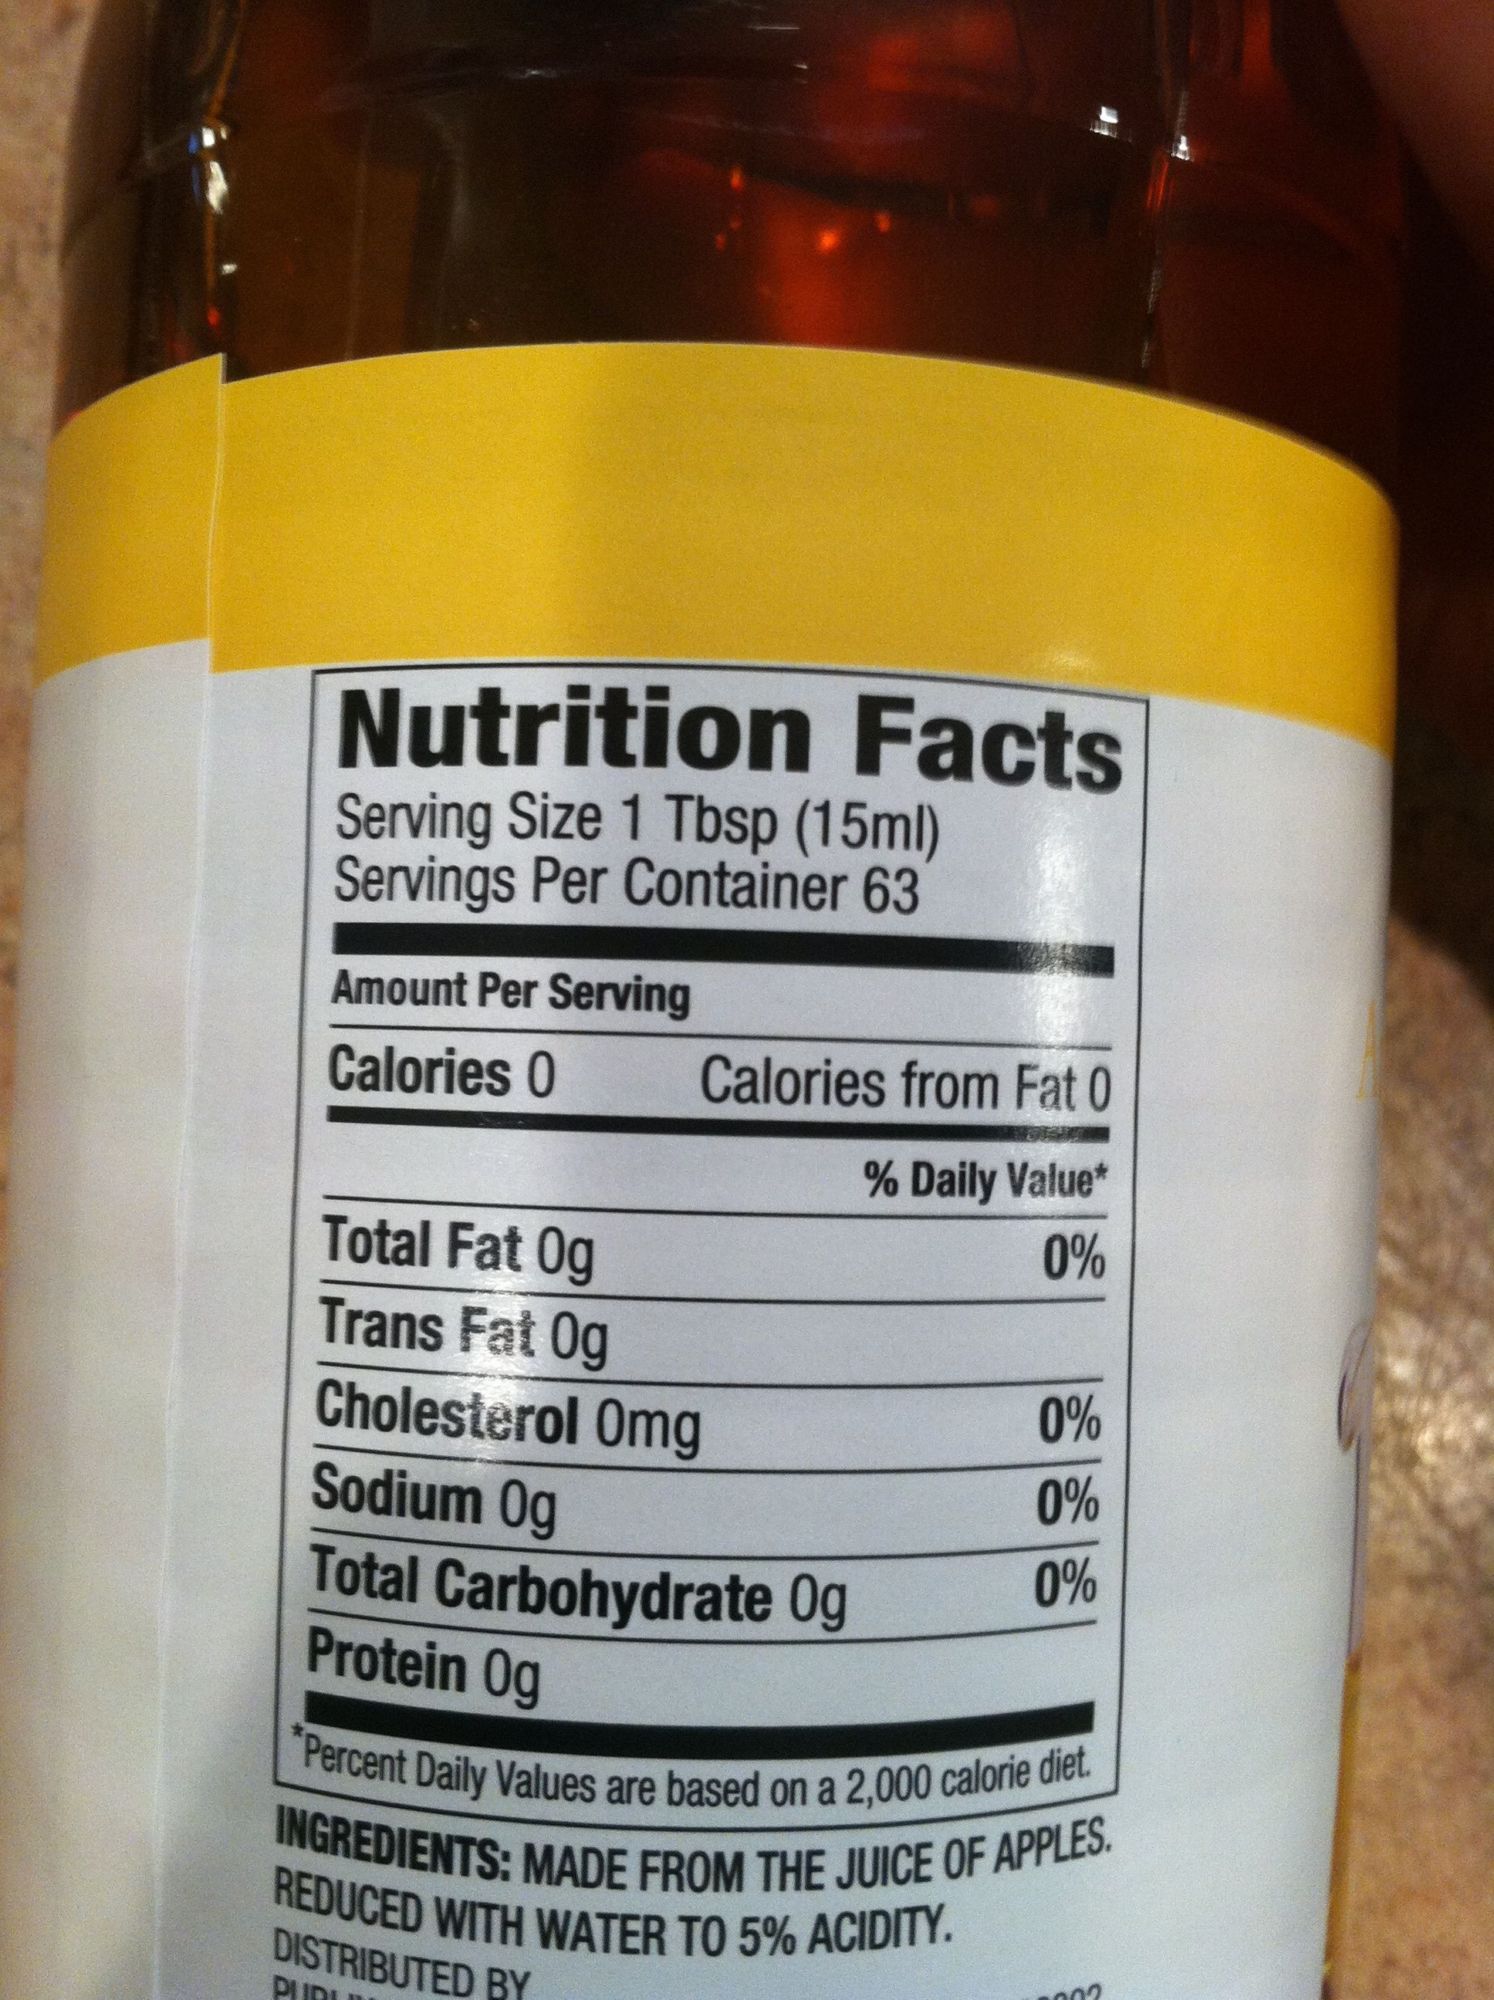 Nutrition Facts
Serving Size 1 Tbsp (15ml)
Servings Per Container 63
Amount Per Serving
Calories 0 Calories from Fat 0
% Daily Value*
Total Fat 0g 0%
Trans Fat 0g
Cholesterol 0mg 0%
Sodium 0g 0%
Total Carbohydrate 0g 0%
Protein 0g
*Percent Daily Values are based on a 2,000 calorie diet.
INGREDIENTS: MADE FROM THE JUICE OF APPLES.
REDUCED WITH WATER TO 5% ACIDITY.
DISTRIBUTED BY